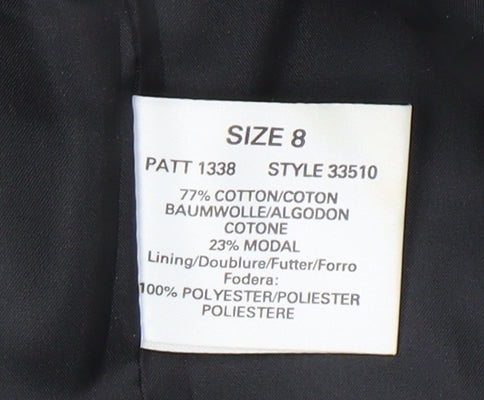 SIZE 8
PATT 1338 STYLE 33510
77% COTTON/COTON
BAUMWOLLE/ALGODON
COTONE
23% MODAL
Lining/Doublure/Futter/Forro
Fodera:
100% POLYESTER/POLIESTER
POLIESTERE